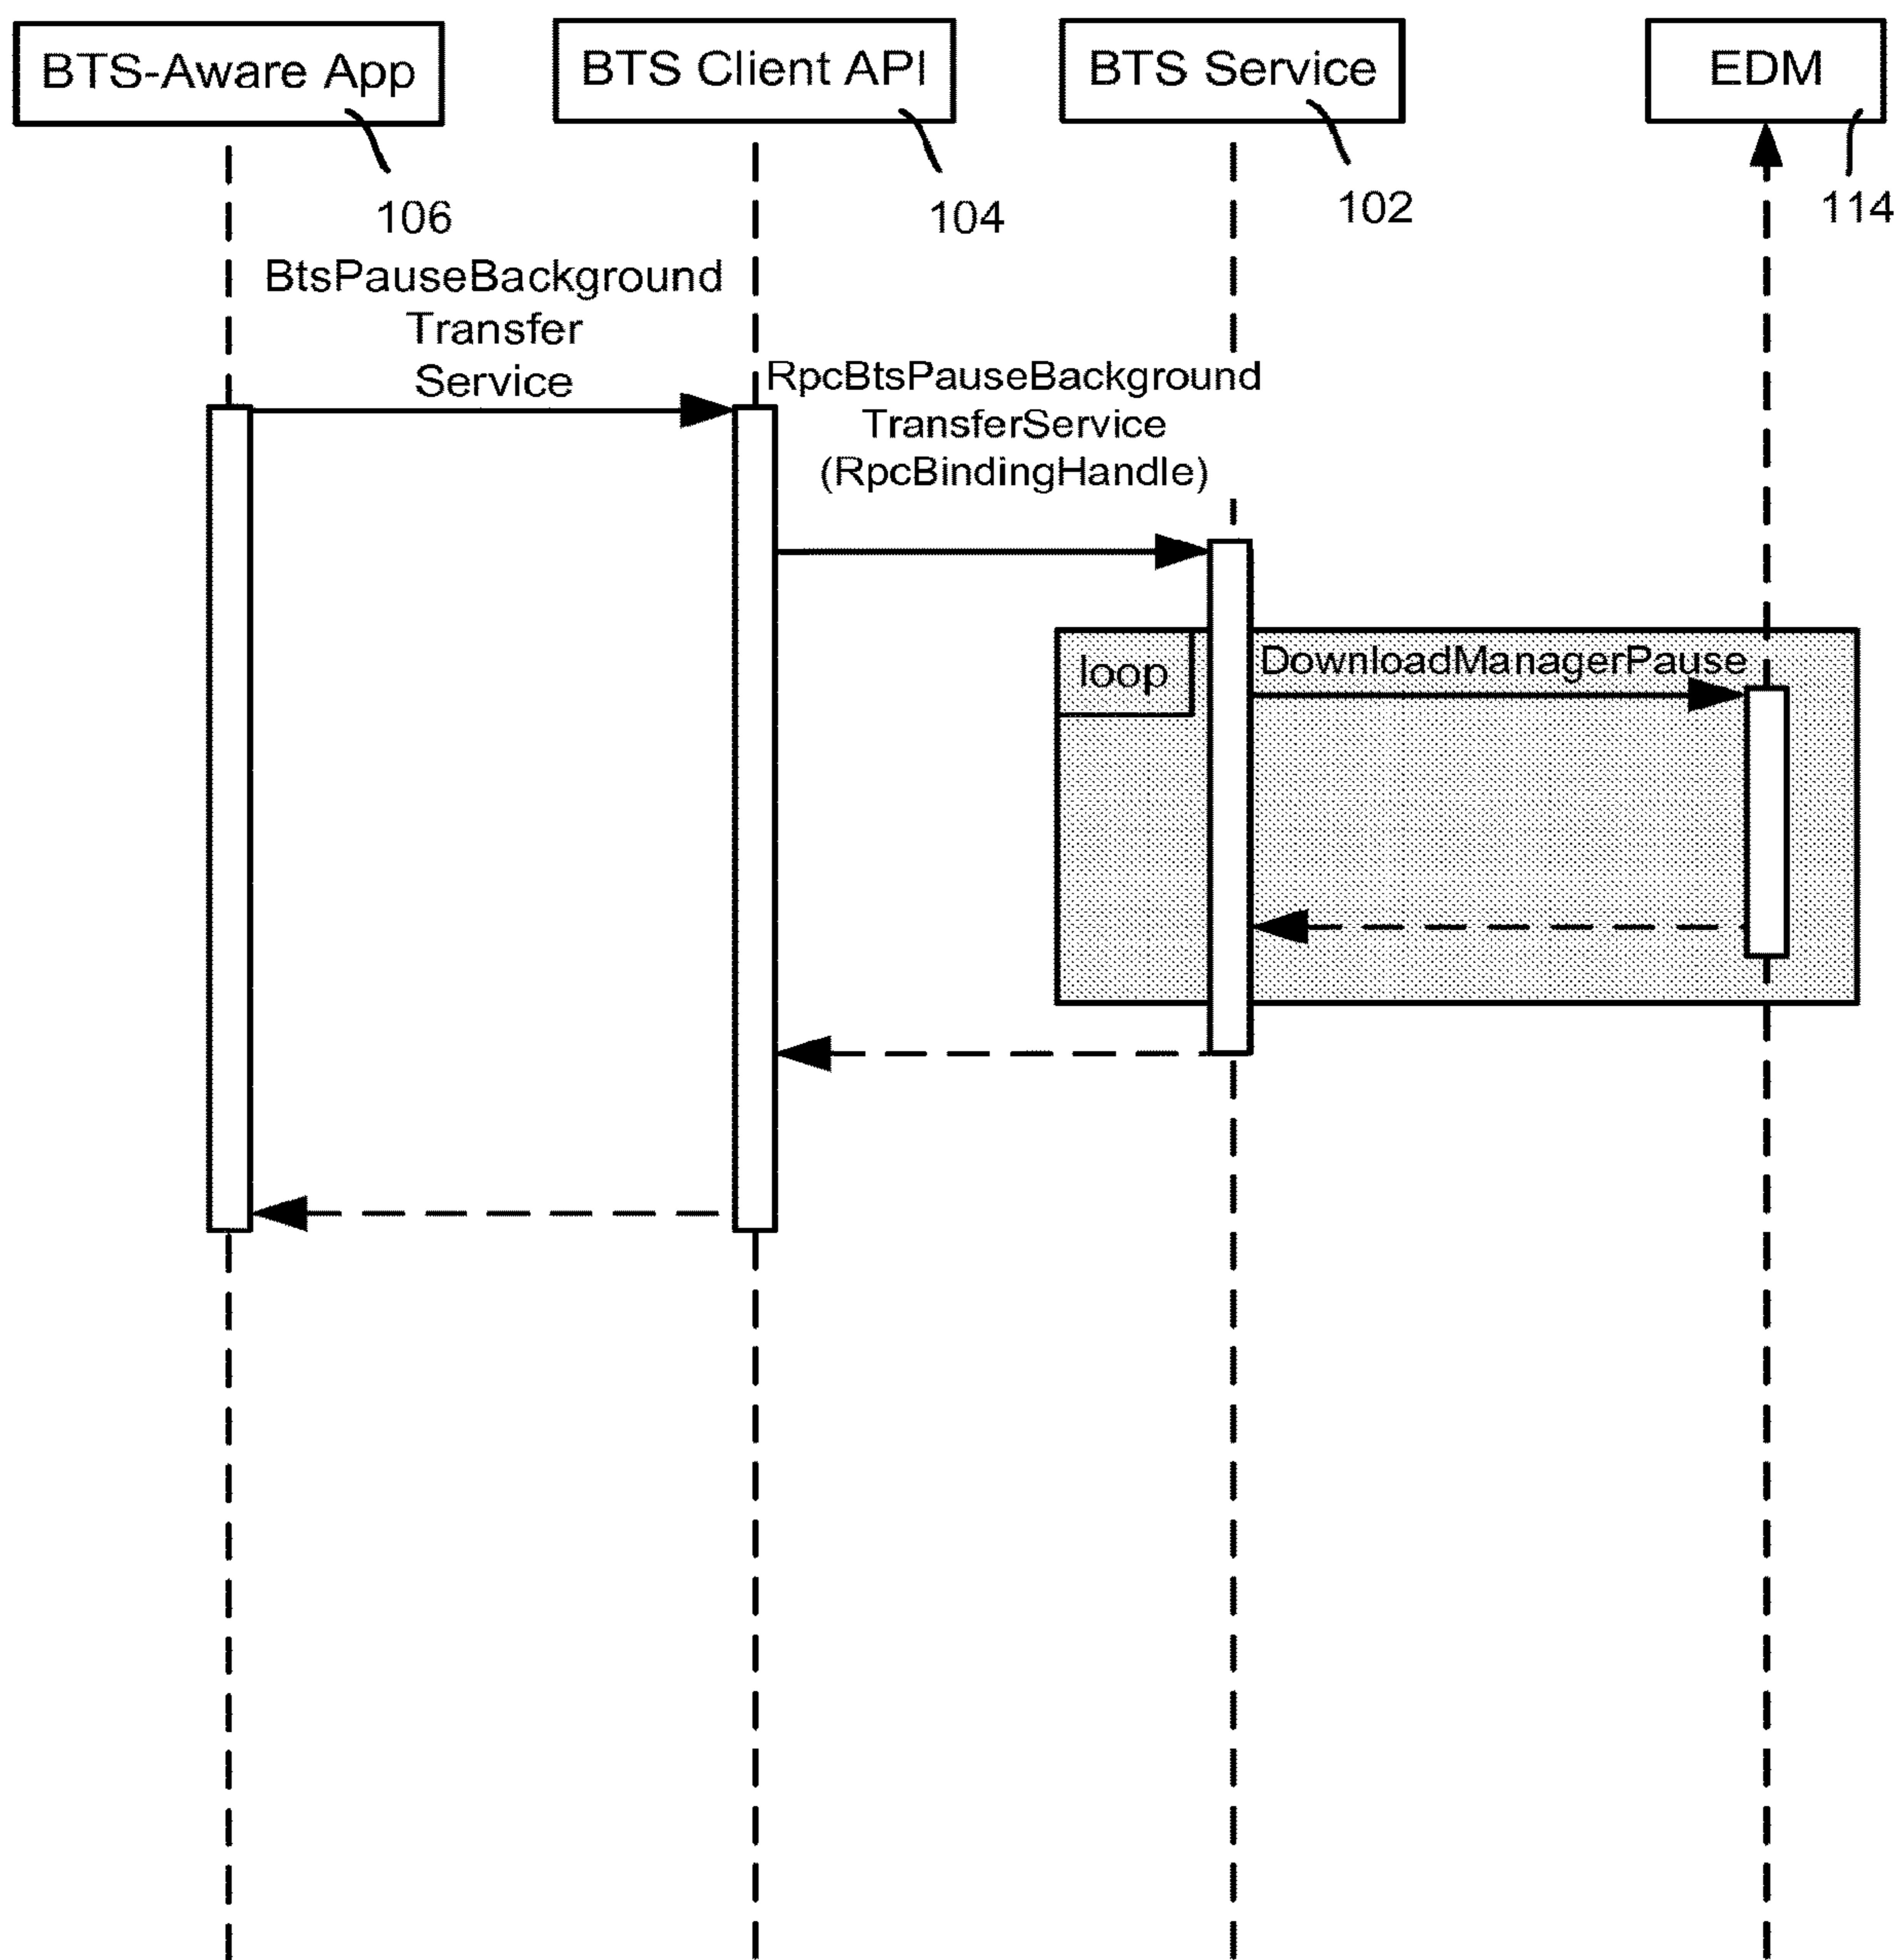 BTS-Aware App
BTS Client API
BTS Service
EDM
106
104
102
114
BtsPauseBackground
Transfer
Service
RpcBtsPauseBackground
TransferService
(RpcBindingHandle)
loop
DownloadManagerPause